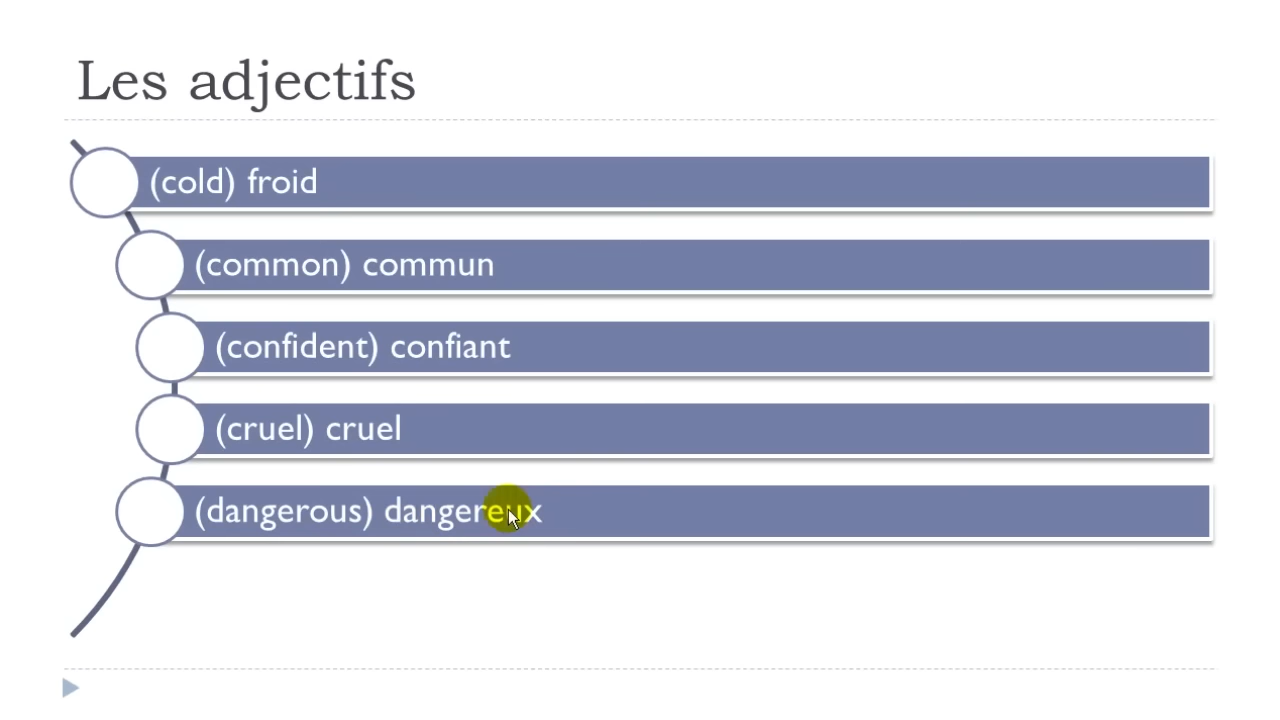 Les adjectifs
(cold) froid
(common) commun
(confident) confiant
(cruel) cruel
(dangerous) dangereux